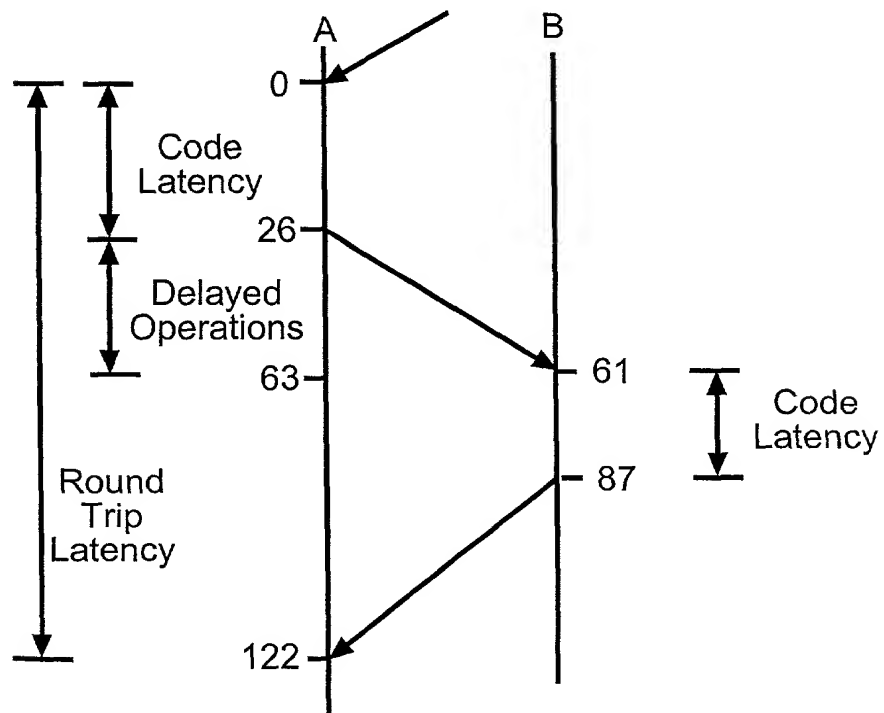 A
B
0
Code
Latency
26
Delayed
Operations
63
61
Code
Latency
87
Round
Trip
Latency
122